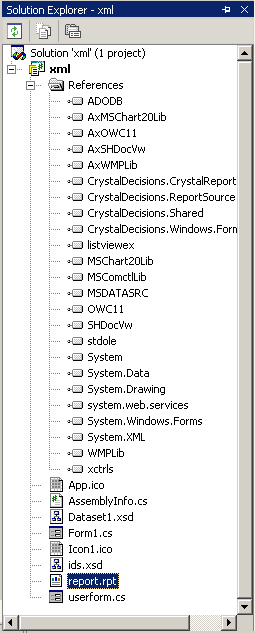 Solution Explorer - xml
Solution 'xml' (1 project)
xml
References
ADODB
AxMSChart20Lib
AxOWC11
AxSHDocVw
AxWMPLib
CrystalDecisions.CrystalReport
CrystalDecisions.ReportSource
CrystalDecisions.Shared
CrystalDecisions.Windows.Form
listviewex
MSChart20Lib
MSComctlLib
MSDATASRC
OWC11
SHDocVw
stdole
System
System.Data
System.Drawing
system.web.services
System.Windows.Forms
System.XML
WMPLib
xctrls
App.ico
AssemblyInfo.cs
Dataset1.xsd
Form1.cs
Icon1.ico
ids.xsd
report.rpt
userform.cs